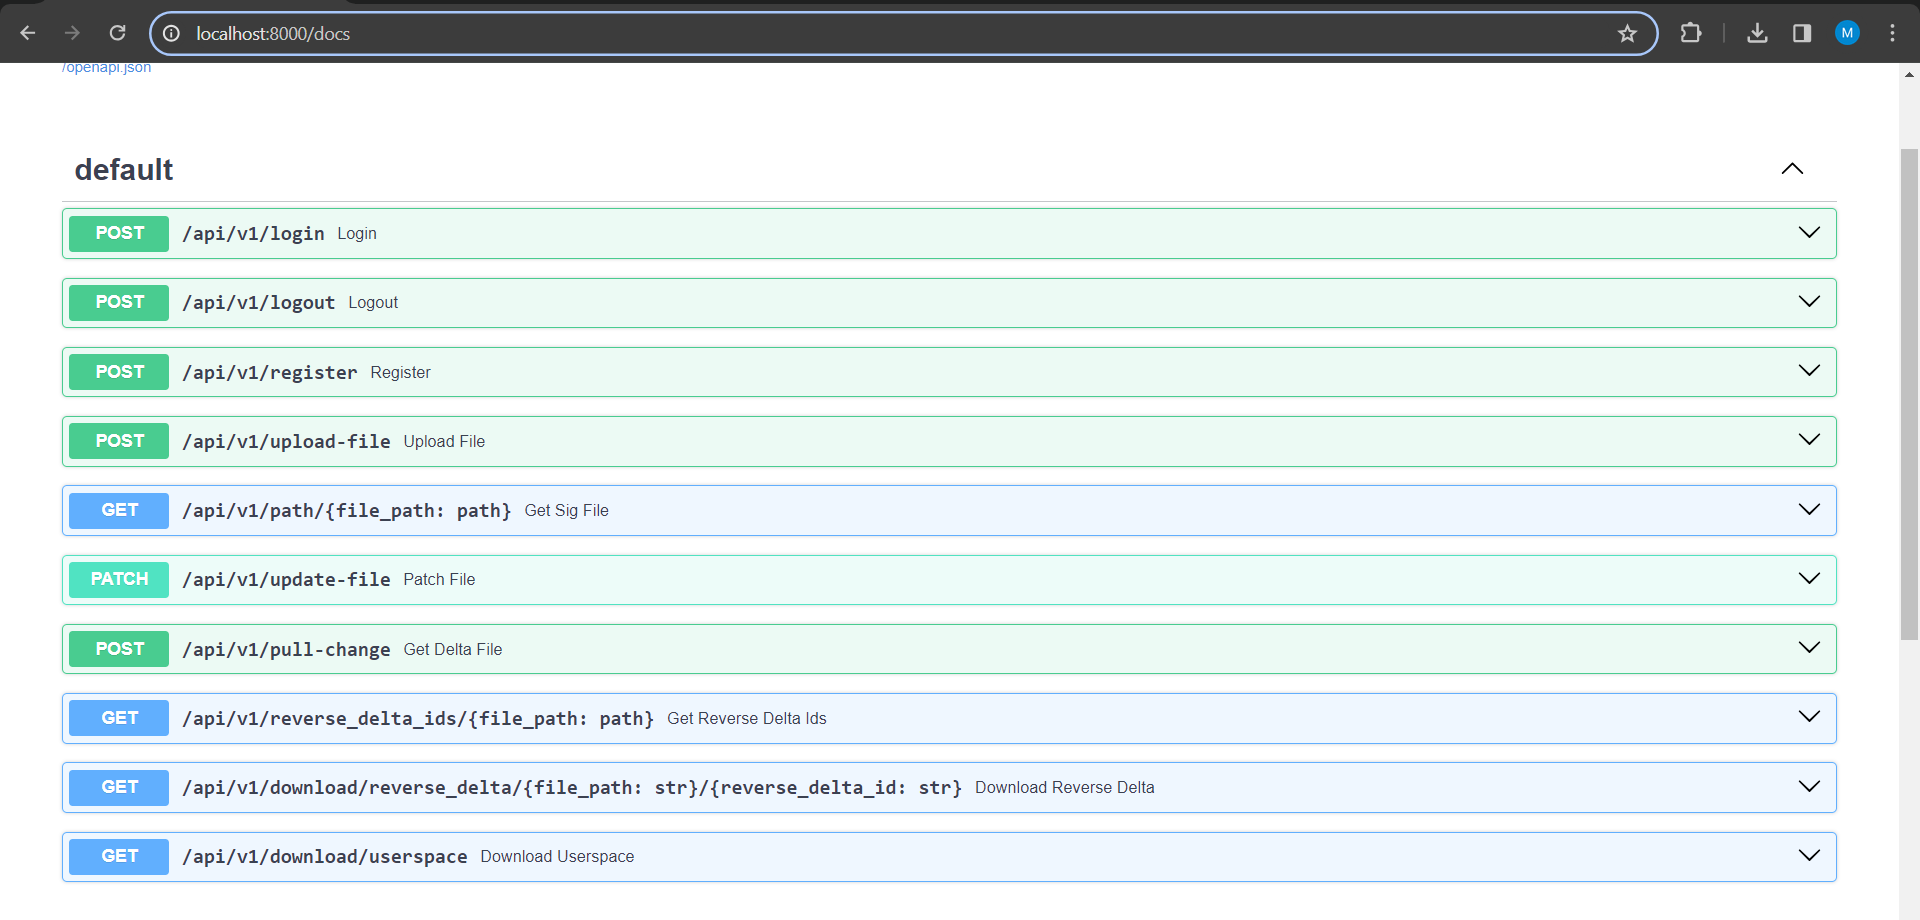 localhost:8000/docs
M
/openapi.json
default
POST /api/v1/login Login
POST /api/v1/logout Logout
POST /api/v1/register Register
POST /api/v1/upload-file Upload File
GET /api/v1/path/{file_path: path} Get Sig File
PATCH /api/v1/update-file Patch File
POST /api/v1/pull-change Get Delta File
GET /api/v1/reverse_delta_ids/{file_path: path} Get Reverse Delta Ids
GET /api/v1/download/reverse_delta/{file_path: str}/{reverse_delta_id: str} Download Reverse Delta
GET /api/v1/download/userspace Download Userspace